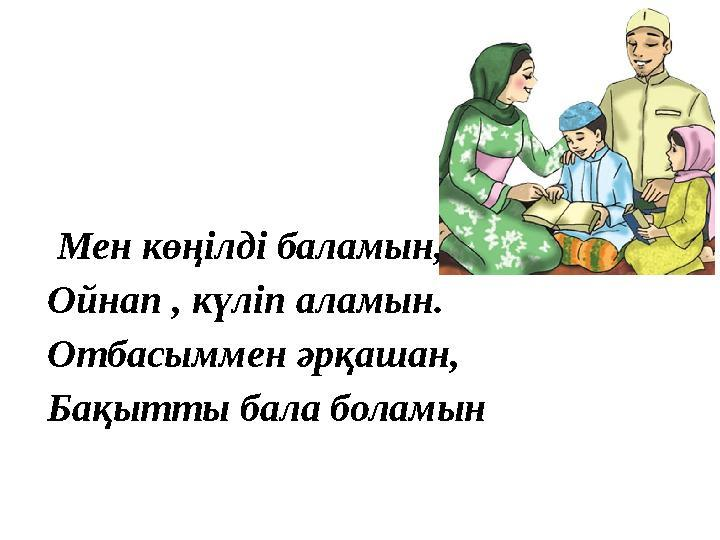 Мен көңілді баламын,
Ойнап , күліп аламын.
Отбасыммен әрқашан,
Бақытты бала боламын